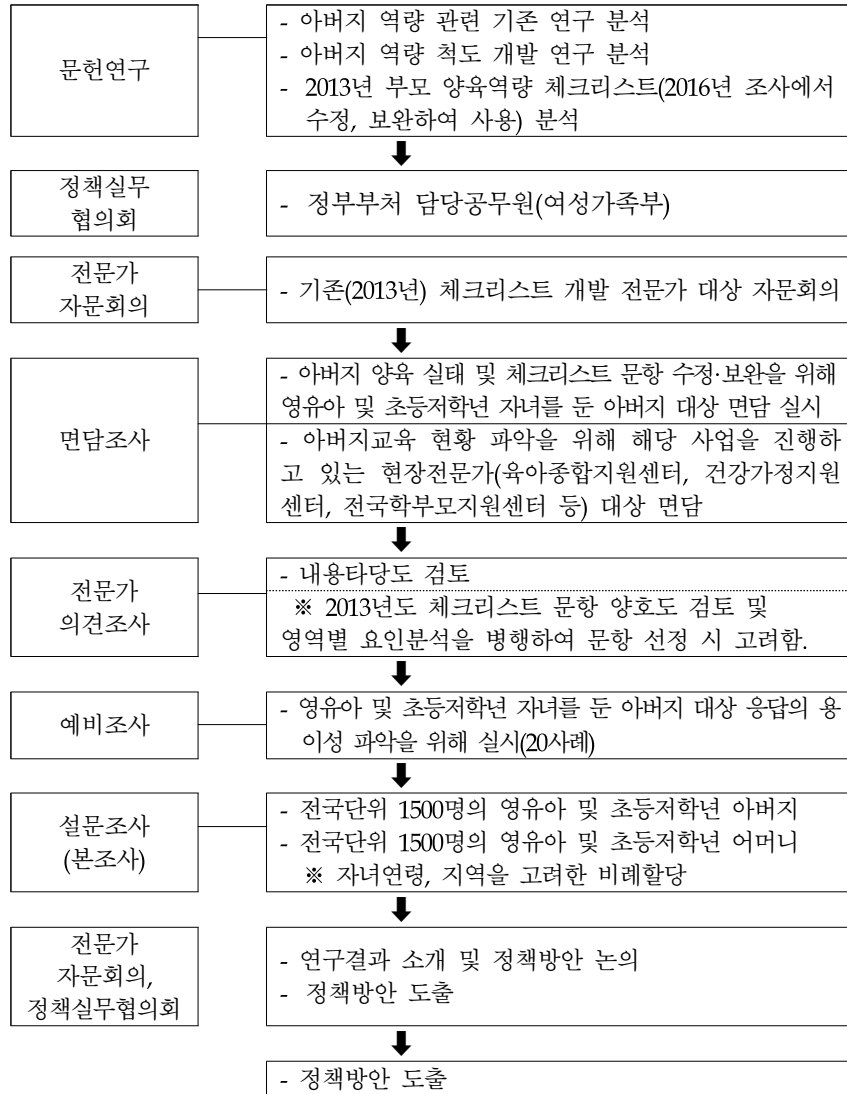 문헌연구
- 아버지 역량 관련 기존 연구 분석
- 아버지 역량 척도 개발 연구 분석
- 2013년 부모 양육역량 체크리스트(2016년 조사에서
수정, 보완하여 사용) 분석
정책실무
협의회
- 정부부처 담당공무원(여성가족부)
전문가
자문회의
- 기존(2013년) 체크리스트 개발 전문가 대상 자문회의
면담조사
- 아버지 양육 실태 및 체크리스트 문항 수정·보완을 위해
영유아 및 초등저학년 자녀를 둔 아버지 대상 면담 실시
- 아버지교육 현황 파악을 위해 해당 사업을 진행하
고 있는 현장전문가(육아종합지원센터, 건강가정지원
센터, 전국학부모지원센터 등) 대상 면담
전문가
의견조사
- 내용타당도 검토
※ 2013년도 체크리스트 문항 양호도 검토 및
영역별 요인분석을 병행하여 문항 선정 시 고려함.
예비조사
- 영유아 및 초등저학년 자녀를 둔 아버지 대상 응답의 용
이성 파악을 위해 실시(20사례)
설문조사
(본조사)
- 전국단위 1500명의 영유아 및 초등저학년 아버지
- 전국단위 1500명의 영유아 및 초등저학년 어머니
※ 자녀연령, 지역을 고려한 비례할당
전문가
자문회의,
정책실무협의회
- 연구결과 소개 및 정책방안 논의
- 정책방안 도출
- 정책방안 도출